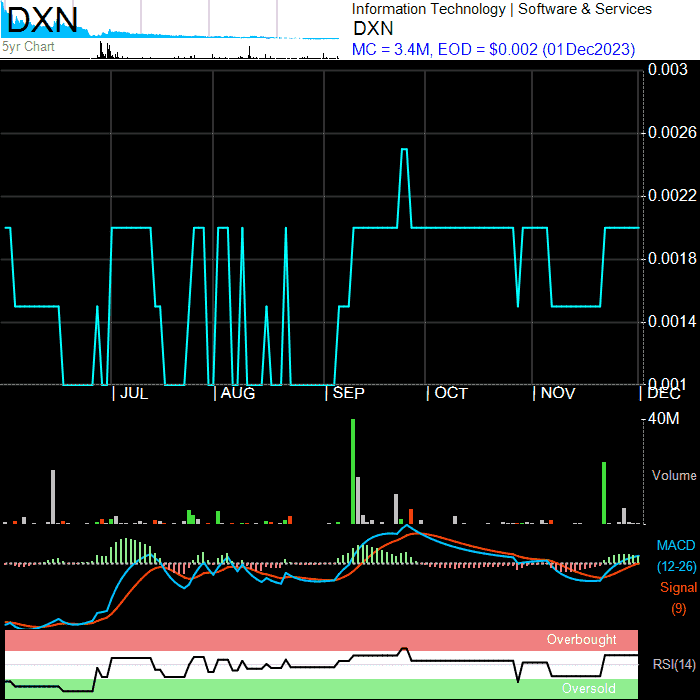 DXN
5yr Chart
Information Technology | Software & Services
DXN
MC = 3.4M, EOD = $0.002 (01Dec2023)
0.003
0.0026
0.0022
0.0018
0.0014
0.001
JUL AUG SEP OCT NOV DEC
40M
Volume
MACD
(12-26)
Signal
(9)
Overbought
RSI(14)
Oversold